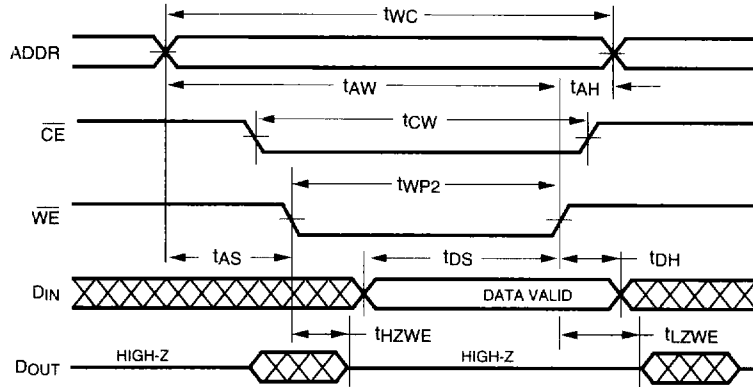 tWC
ADDR
tAW
tAH
CE
tCW
tWP2
WE
tAS
tDS
tDH
DIN
DATA VALID
tHZWE
tLZWE
DOUT
HIGH-Z
HIGH-Z